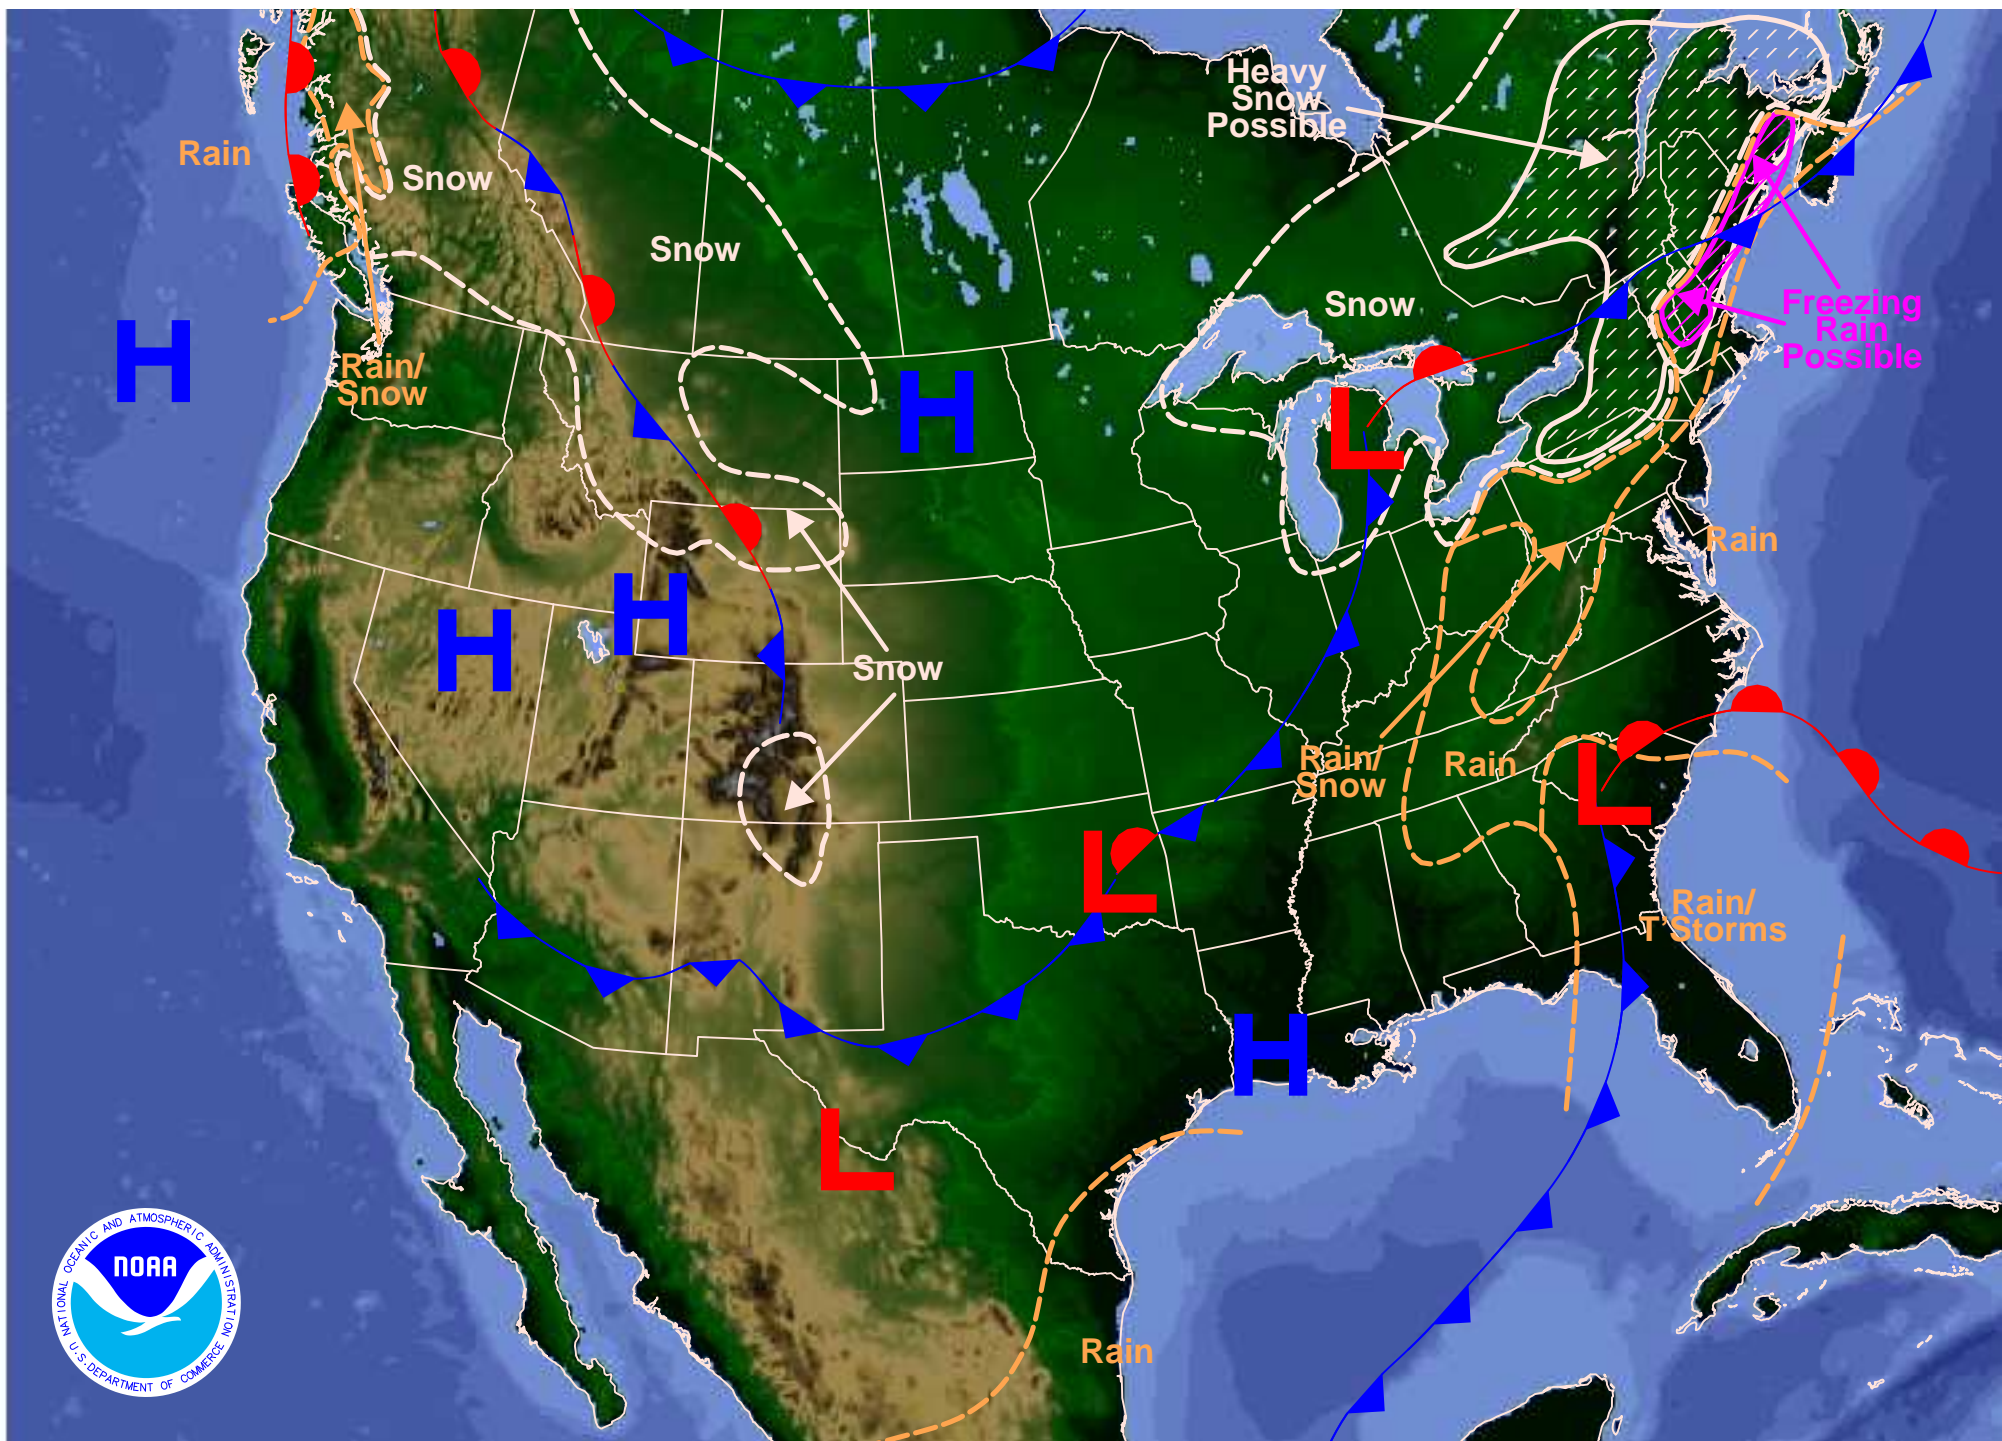 Heavy
Snow
Possible
Rain
Snow
Snow
Snow
Freezing
Rain
Possible
H
Rain/
Snow
H
L
Rain
H
H
Snow
Rain/
Snow
Rain
L
L
Rain/
T'Storms
H
L
Rain
NATIONAL OCEANIC AND ATMOSPHERIC ADMINISTRATION
NOAA
U.S. DEPARTMENT OF COMMERCE